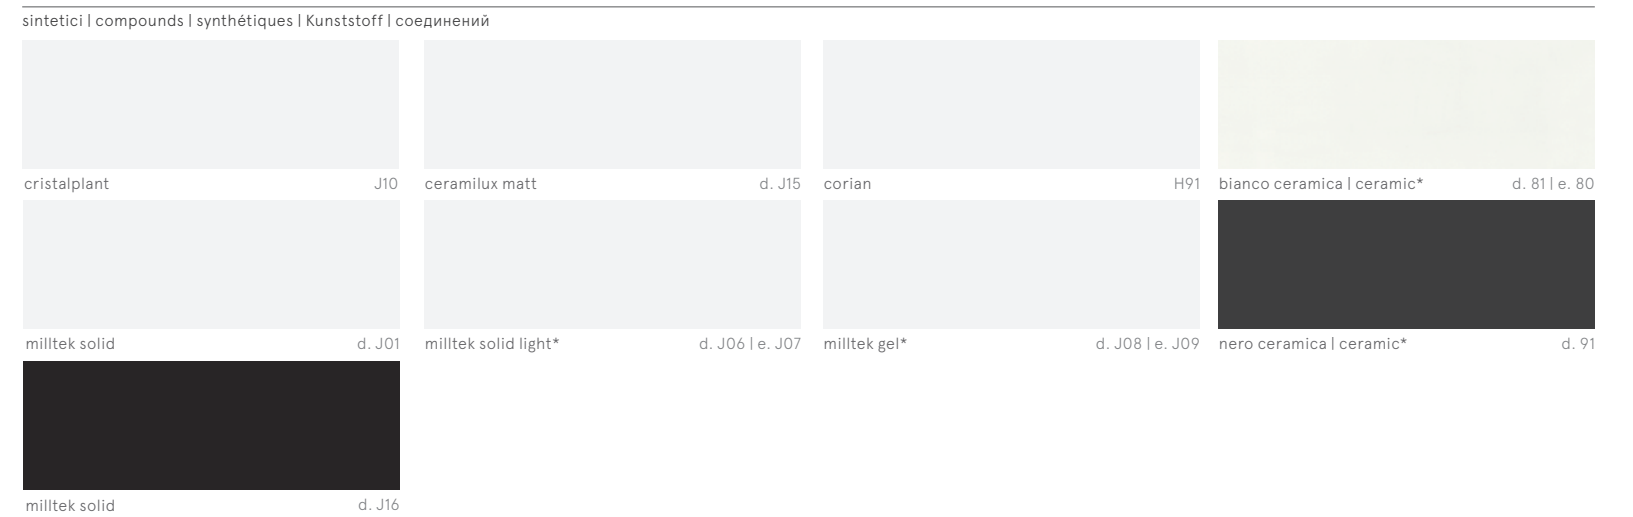 sintetici | compounds | synthétiques | Kunststoff | соединений
cristalplant J10 ceramilux matt d. J15 corian H91 bianco ceramica | ceramic* d. 81 | e. 80
milltek solid d. J01 milltek solid light* d. J06 | e. J07 milltek gel* d. J08 | e. J09 nero ceramica | ceramic* d. 91
milltek solid d. J16